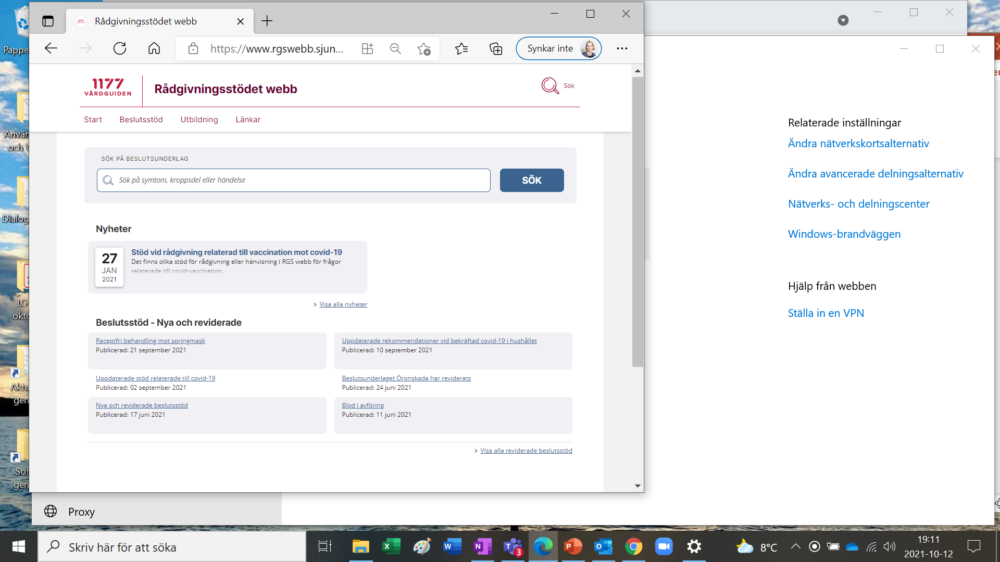 Rådgivningsstödet webb
https://www.rgswebb.sjun...
Synkar inte
1177
VÅRDGUIDEN
Rådgivningsstödet webb
Sök
Start
Beslutsstöd
Utbildning
Länkar
SÖK PÅ BESLUTSUNDERLAG
Sök på symtom, kroppsdel eller händelse
SÖK
Nyheter
27
JAN
2021
Stöd vid rådgivning relaterad till vaccination mot covid-19
Det finns olika stöd för rådgivning eller hänvisning i RGS webb för frågor
relaterade till covid-vaccination.
Visa alla nyheter
Beslutsstöd - Nya och reviderade
Receptfri behandling mot springmask
Publicerad: 21 september 2021
Uppdaterade rekommendationer vid bekräftad covid-19 i hushållet
Publicerad: 10 september 2021
Uppdaterade stöd relaterade till covid-19
Publicerad: 02 september 2021
Beslutsunderlaget Öronskada har reviderats
Publicerad: 24 juni 2021
Nya och reviderade beslutsstöd
Publicerad: 17 juni 2021
Blod i avföring
Publicerad: 11 juni 2021
Visa alla reviderade beslutsstöd
Relaterade inställningar
Ändra nätverkskortsalternativ
Ändra avancerade delningsalternativ
Nätverks- och delningscenter
Windows-brandväggen
Hjälp från webben
Ställa in en VPN
Pappe
Använ
och V
Dialog
LG
okto
Aktu
gen
Sof
gen
Proxy
Skriv här för att söka
3
8°C
19:11
2021-10-12